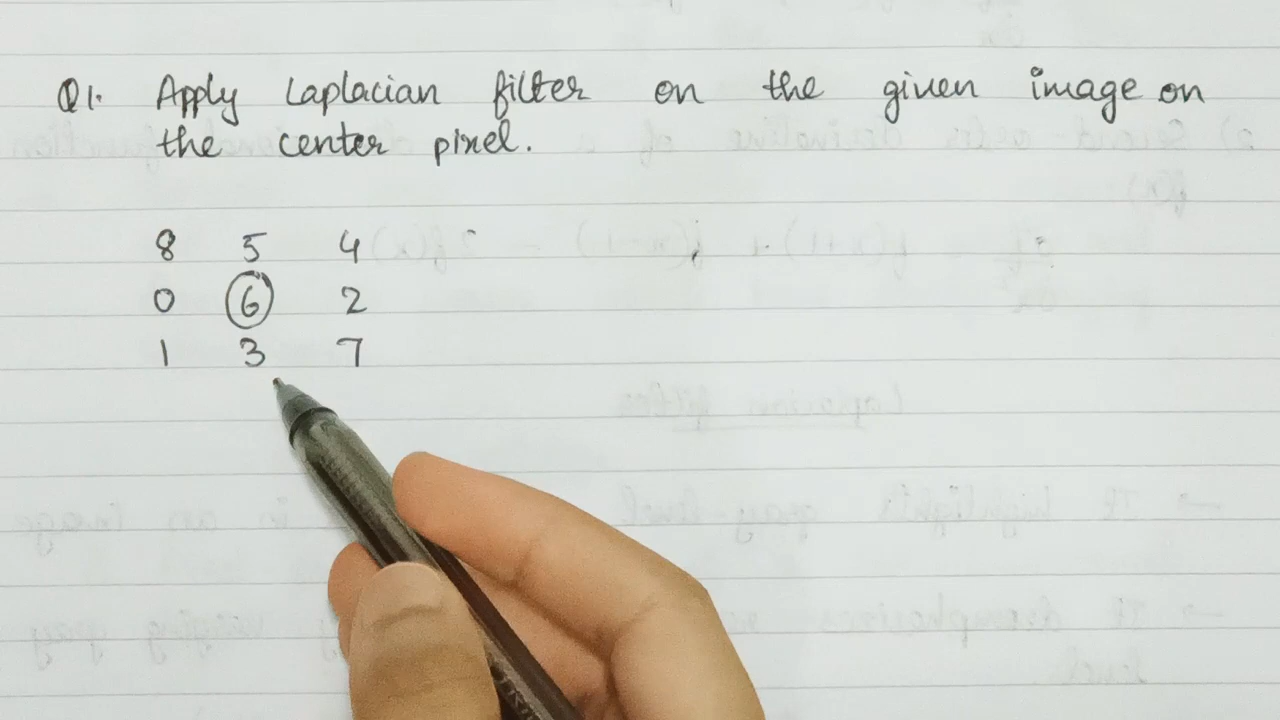 Q1. Apply Laplacian filter on the given image on
the center pixel.
8 5 4
0 6 2
1 3 7